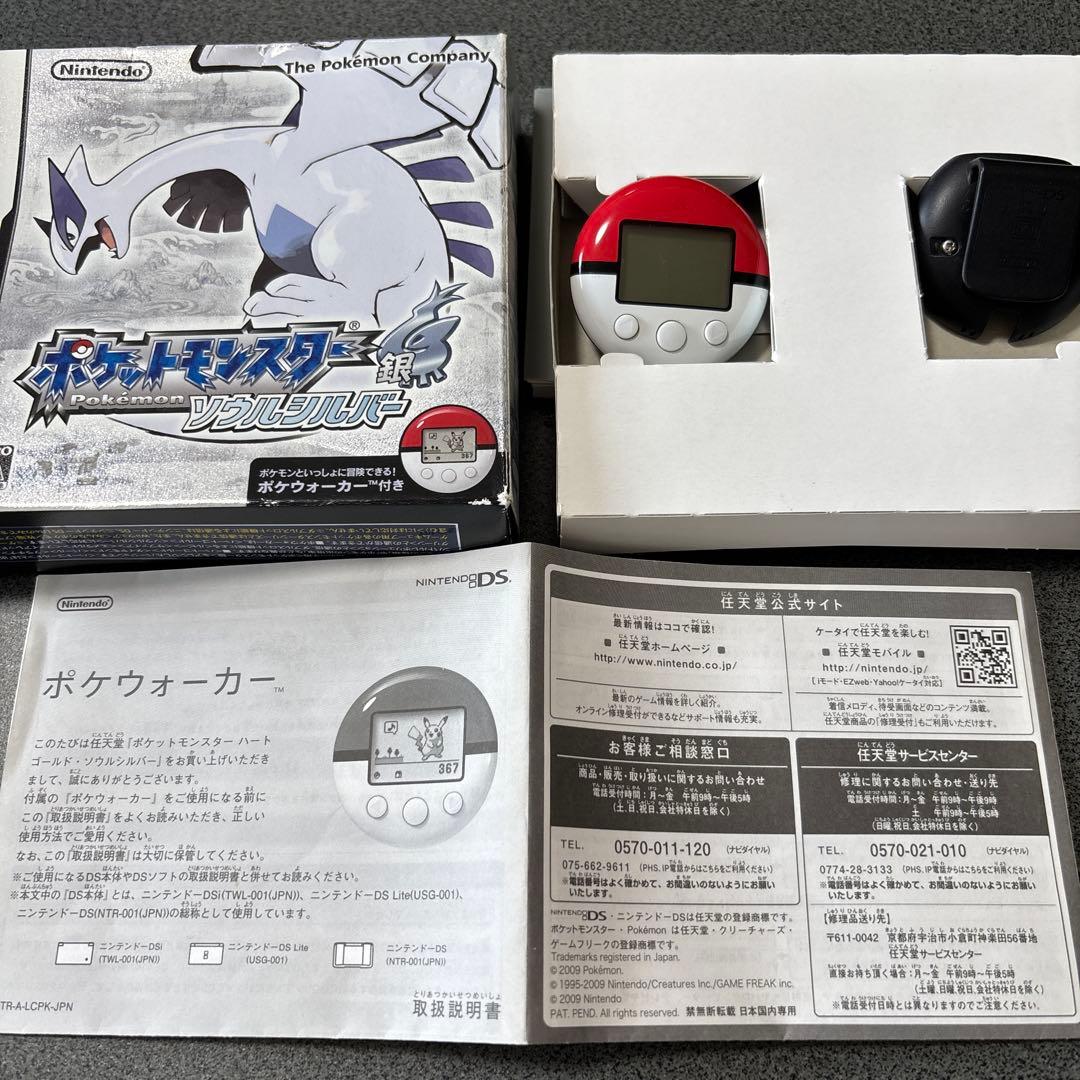 Nintendo
The Pokémon Company
ポケットモンスター®
Pokémon
銀
ソウルシルバー
367
ポケモンといっしょに冒険できる!
ポケウォーカー™付き
Nintendo
NINTENDO DS.
ポケウォーカー™
このたびは任天堂『ポケットモンスター ハート
ゴールド・ソウルシルバー』をお買い上げいただき
まして、誠にありがとうございます。
付属の『ポケウォーカー』をご使用になる前に
この『取扱説明書』をよくお読みいただき、正しい
使用方法でご愛用ください。
なお、この『取扱説明書』は大切に保管してください。
※ご使用になるDS本体やDSソフトの取扱説明書と併せてお読みください。
※本文中の『DS本体』とは、ニンテンドーDSi(TWL-001(JPN))、ニンテンドーDS Lite(USG-001)、
ニンテンドーDS(NTR-001(JPN))の総称として使用しています。
367
ニンテンドーDSi
(TWL-001(JPN))
ニンテンドーDS Lite
(USG-001)
ニンテンドーDS
(NTR-001(JPN))
TR-A-LCPK-JPN
とりあつかいせつめいしょ
取扱説明書
にんてんどうこうしき
任天堂公式サイト
最新情報はココで確認!
■ 任天堂ホームページ ■
http://www.nintendo.co.jp/
最新のゲーム情報を詳しく紹介。
オンライン修理受付ができるなどサポート情報も充実。
ケータイで任天堂を楽しむ!
■ 任天堂モバイル ■
http://nintendo.jp/
[iモード・EZweb・Yahoo!ケータイ対応]
着信メロディ、待受画面などのコンテンツ満載。
任天堂商品の「修理受付」もご利用いただけます。
お客様ご相談窓口
商品・販売・取り扱いに関するお問い合わせ
電話受付時間:月~金 午前9時~午後5時
(土、日、祝日、会社特休日を除く)
TEL. 0570-011-120 (ナビダイヤル)
075-662-9611 (PHS、IP電話からはこちらをご利用ください)
※電話番号はよく確かめて、お間違いのないようにお願い
いたします。
任天堂サービスセンター
修理に関するお問い合わせ・送り先
電話受付時間:月~金 午前9時~午後9時
土 午前9時~午後5時
(日曜、祝日、会社特休日を除く)
TEL. 0570-021-010 (ナビダイヤル)
0774-28-3133 (PHS、IP電話からはこちらをご利用ください)
※電話番号はよく確かめて、お間違いのないようにお願い
いたします。
【修理品送り先】
〒611-0042 京都府宇治市小倉町神楽田56番地
任天堂サービスセンター
直接お持ち頂く場合:月~金 午前9時~午後5時
(土曜、日曜、祝日、会社特休日を除く)
※電話受付日時とは異なりますのでご注意ください。
NINTENDO DS・ニンテンドーDSは任天堂の登録商標です。
ポケットモンスター・Pokémon は任天堂・クリーチャーズ・
ゲームフリークの登録商標です。
Trademarks registered in Japan.
© 2009 Pokémon.
© 1995-2009 Nintendo/Creatures Inc./GAME FREAK inc.
© 2009 Nintendo
PAT. PEND. All rights reserved. 禁無断転載 日本国内専用